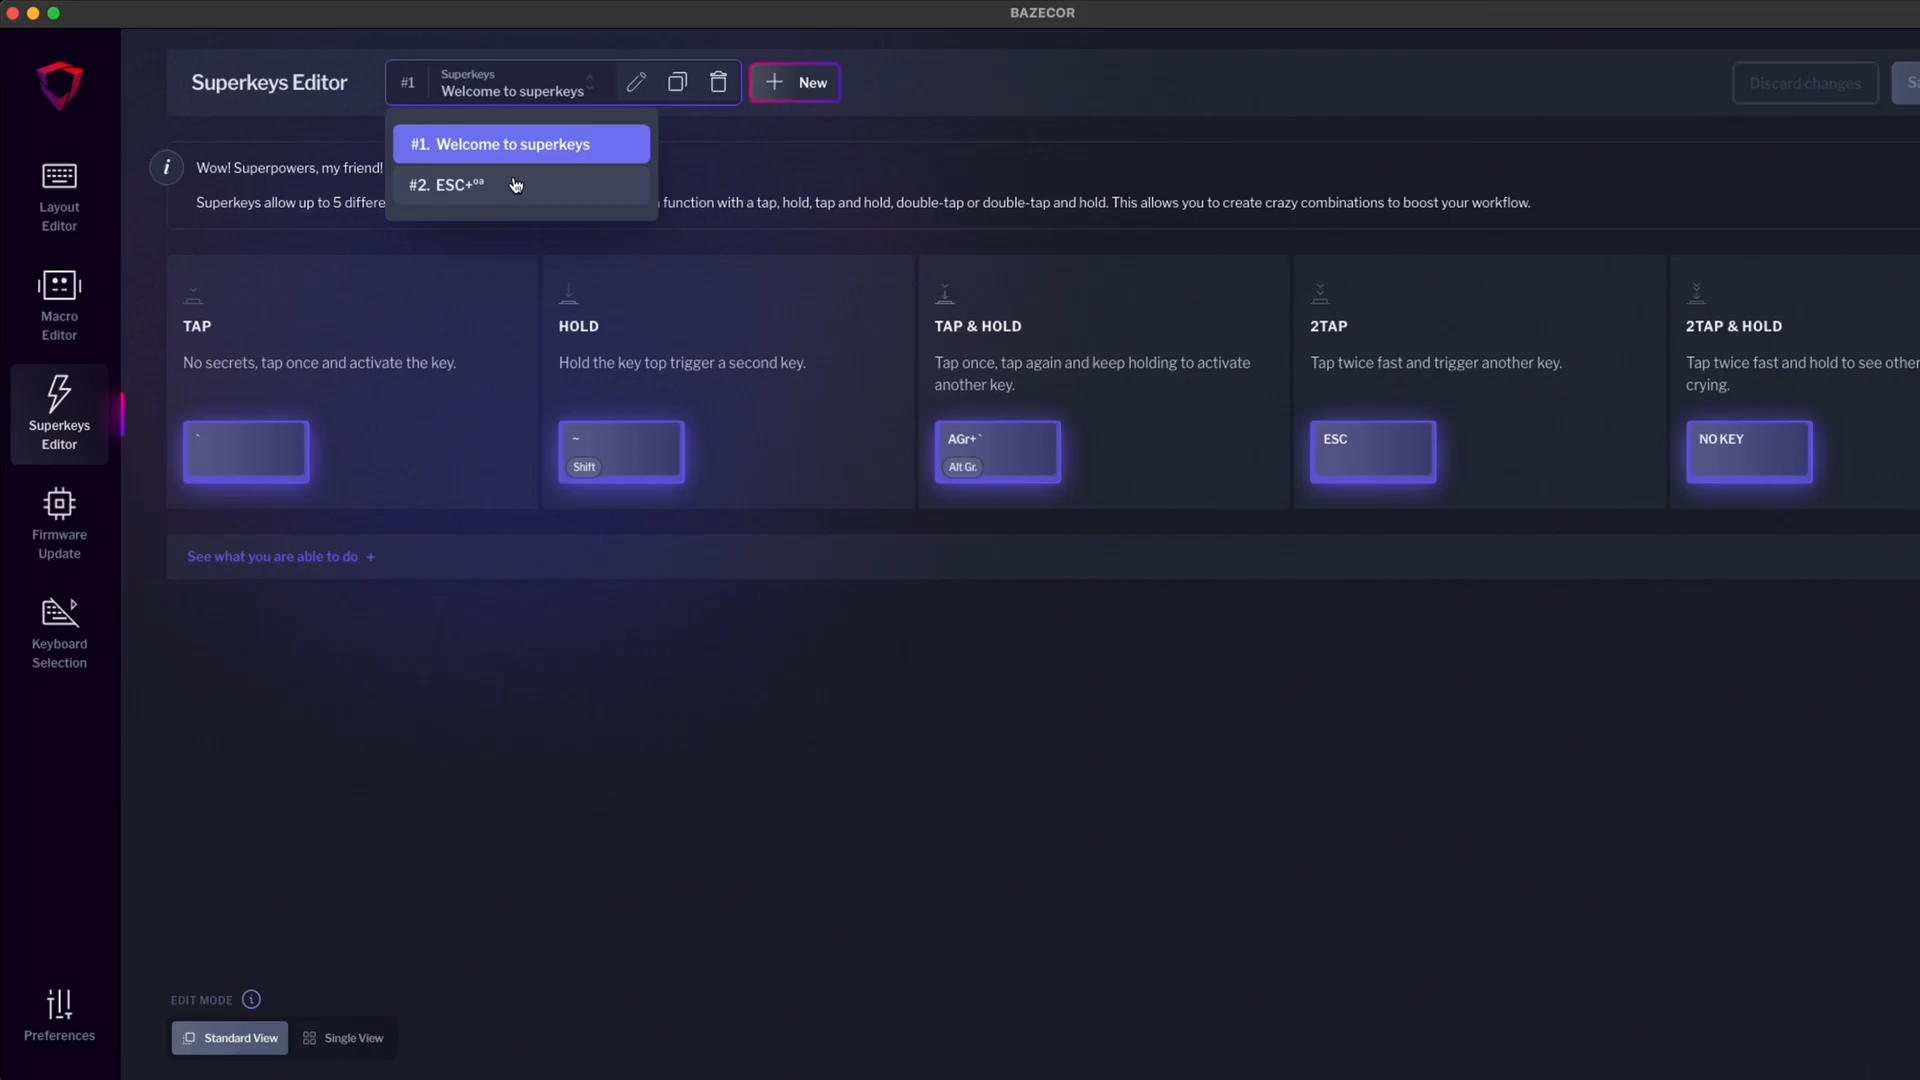 BAZECOR
Superkeys Editor
#1
Superkeys
Welcome to superkeys
New
Discard changes
#1. Welcome to superkeys
#2. ESC+ºª
Wow! Superpowers, my friend!
Superkeys allow up to 5 differe
function with a tap, hold, tap and hold, double-tap or double-tap and hold. This allows you to create crazy combinations to boost your workflow.
Layout
Editor
Macro
Editor
Superkeys
Editor
Firmware
Update
Keyboard
Selection
Preferences
TAP
No secrets, tap once and activate the key.
`
HOLD
Hold the key top trigger a second key.
~
Shift
TAP & HOLD
Tap once, tap again and keep holding to activate
another key.
AGr+`
Alt Gr.
2TAP
Tap twice fast and trigger another key.
ESC
2TAP & HOLD
Tap twice fast and hold to see other
crying.
NO KEY
See what you are able to do +
EDIT MODE
Standard View
Single View